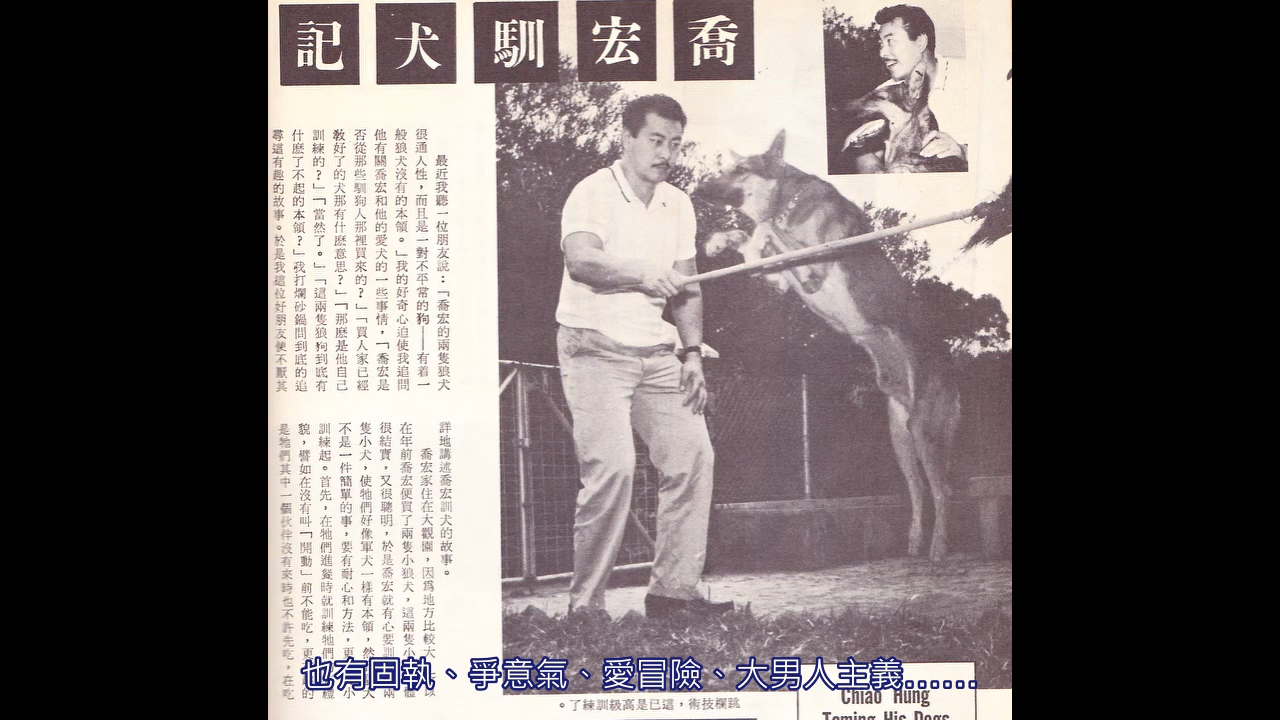 喬宏馴犬記
最近我聽一位朋友說：「喬宏的兩隻狼犬
很通人性，而且是一對不平常的狗——有着一
般狼犬沒有的本領。」我的好奇心迫使我追問
他有關喬宏和他的愛犬的一些事情，「喬宏是
否從那些馴狗人那裡買來的？」「買人家已經
教好了的犬那有什麽意思？」「那麽是他自己
訓練的？」「當然了。」「這兩隻狼狗到底有
什麽了不起的本領？」我打爛砂鍋問到底的追
尋這有趣的故事。於是我這位好朋友便不厭其
詳地講述喬宏訓犬的故事。
喬宏家住在大觀園，因爲地方比較大
在年前喬宏便買了兩隻小狼犬，這兩隻小
很結實，又很聰明，於是喬宏就有心要訓
隻小犬，使牠們好像軍犬一樣有本領，然
不是一件簡單的事，要有耐心和方法，更 小
訓練起。首先，在牠們進餐時就訓練牠們 禮
貌，譬如在沒有叫「開動」前不能吃，更 的
是牠們其中一個伙伴沒有來時也不許先吃，在吃
跳欄技術，這已是高級訓練了。
Chiao Hung
Taming His Dogs
也有固執、爭意氣、愛冒險、大男人主義......